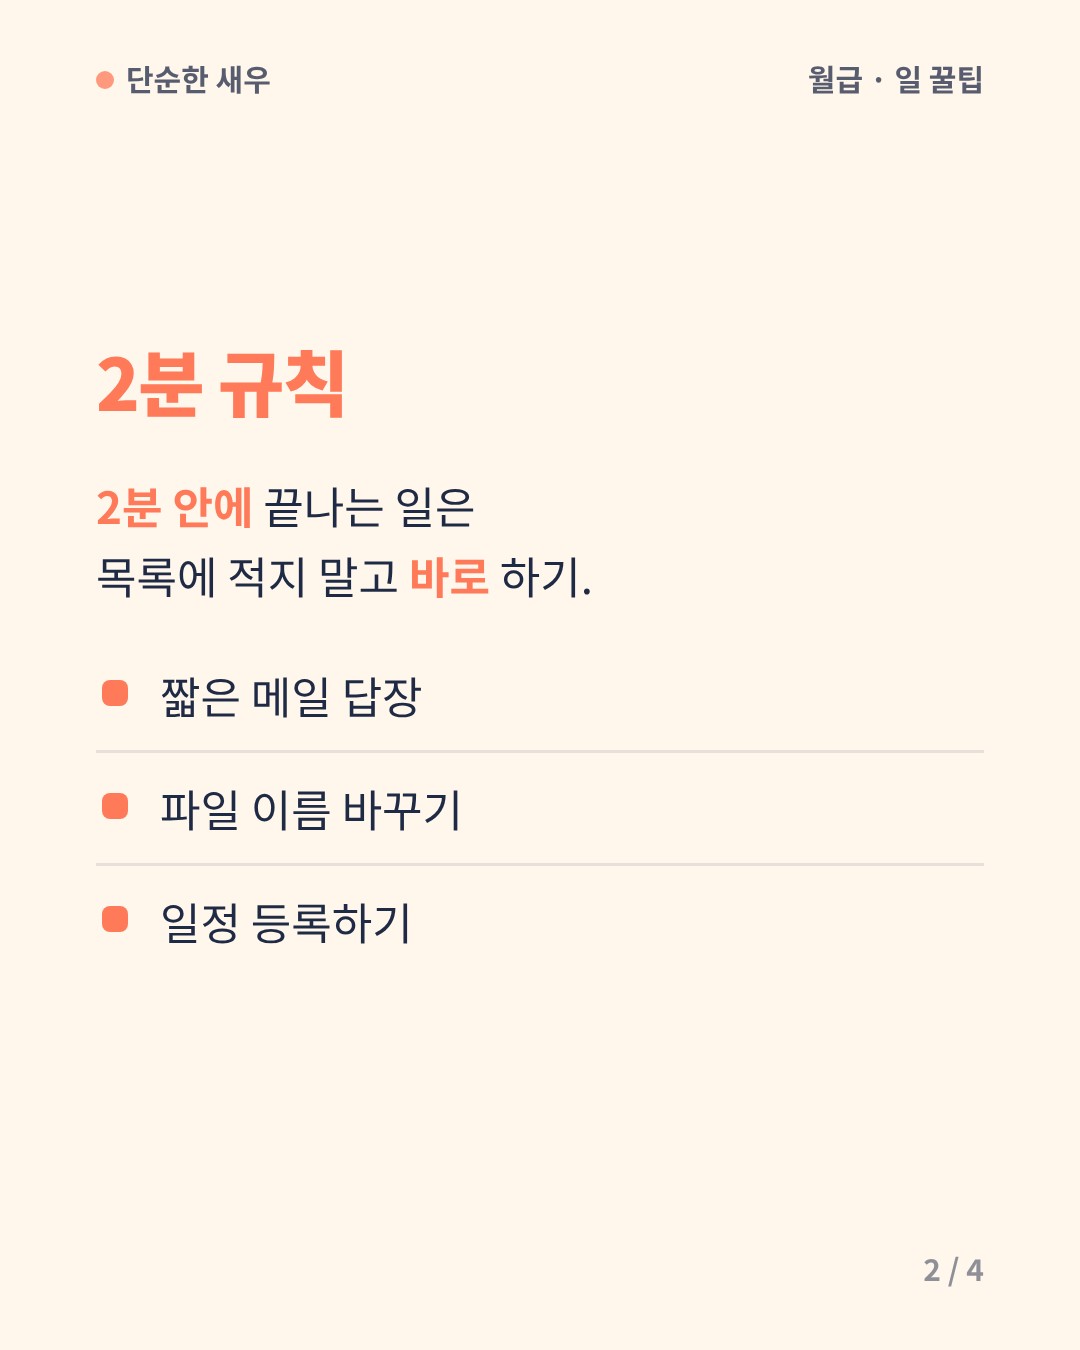 단순한 새우
월급 · 일 꿀팁
2분 규칙
2분 안에 끝나는 일은
목록에 적지 말고 바로 하기.
짧은 메일 답장
파일 이름 바꾸기
일정 등록하기
2 / 4